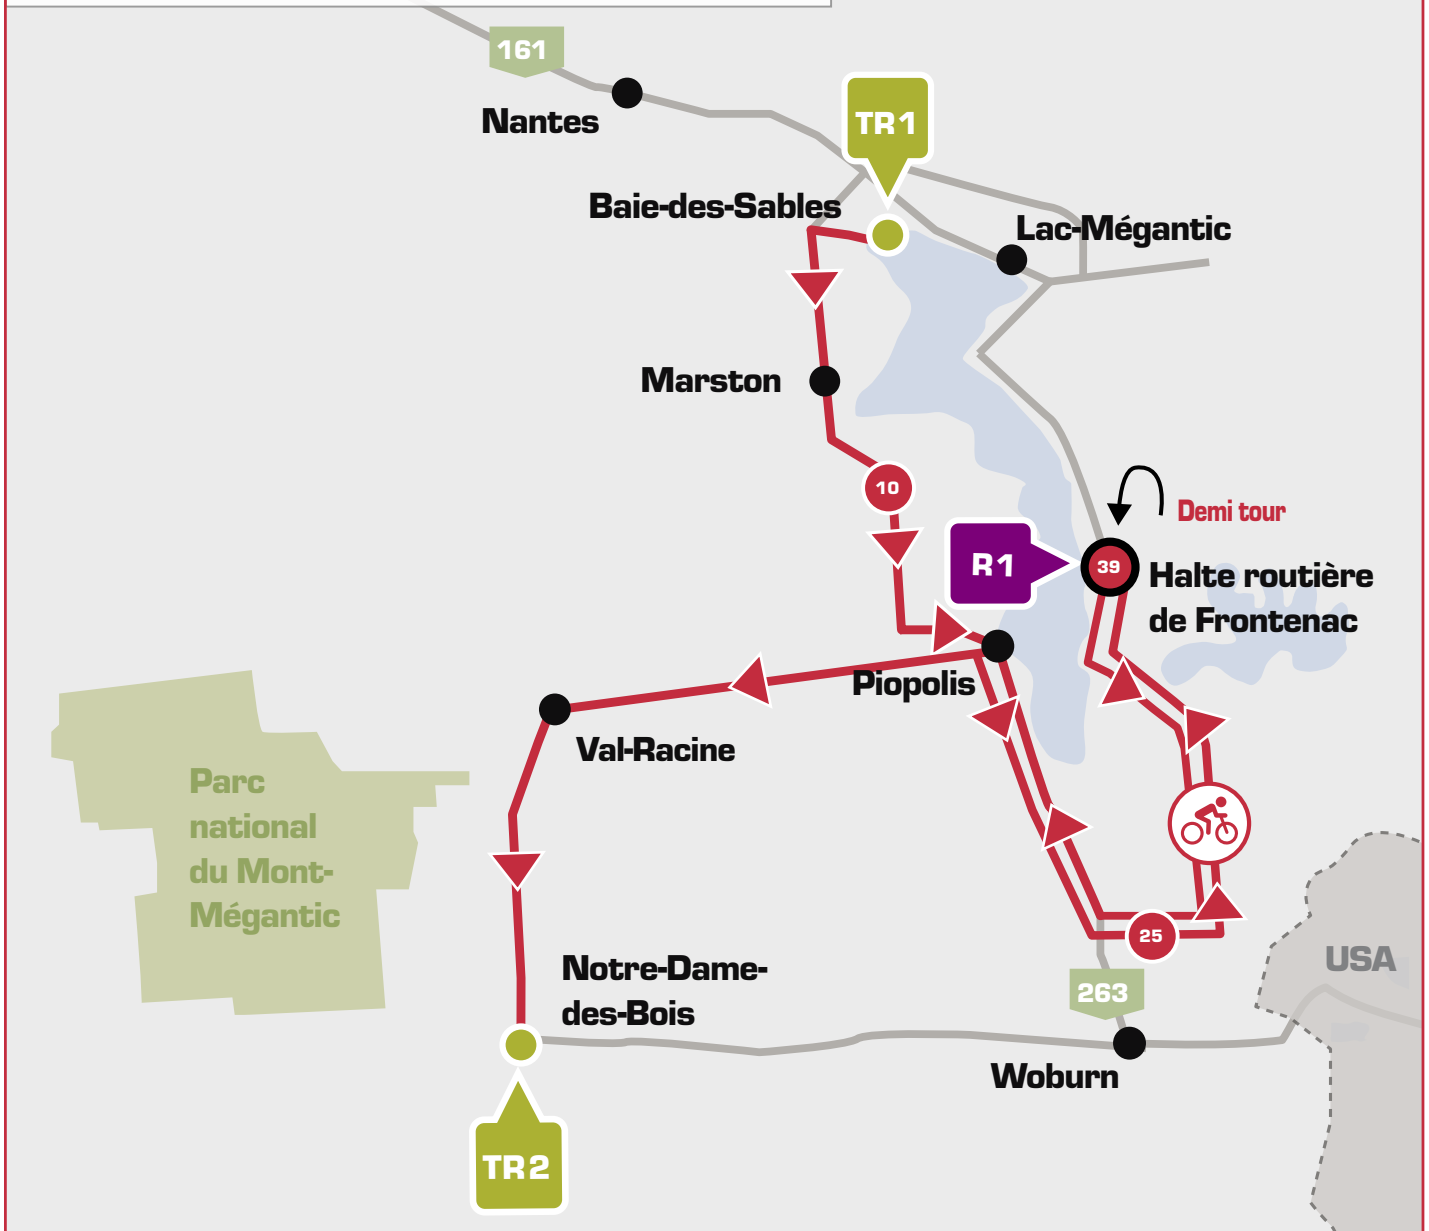 161
Nantes
TR1
Baie-des-Sables
Lac-Mégantic
Marston
10
Demi tour
R1
39
Halte routière
de Frontenac
Piopolis
Val-Racine
Parc
national
du Mont-
Mégantic
25
USA
Notre-Dame-
des-Bois
263
Woburn
TR2